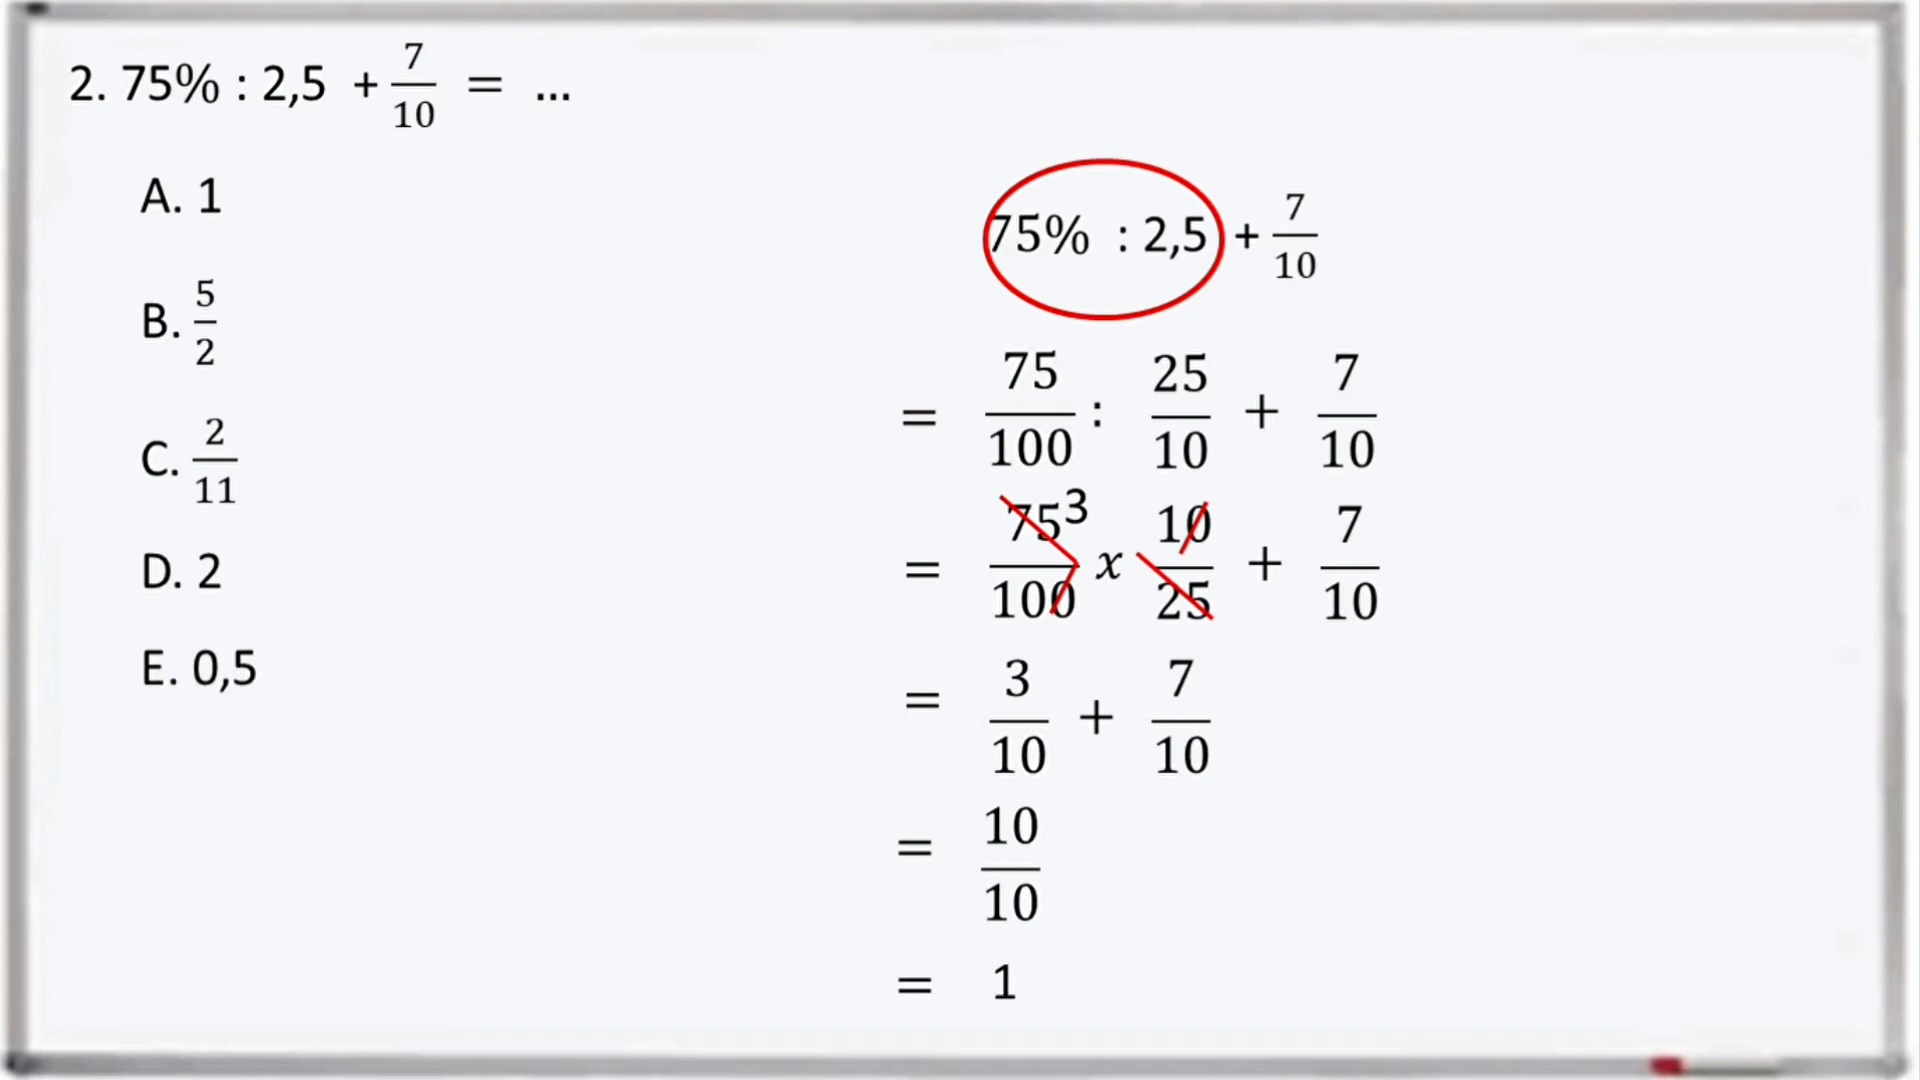 2. 75% : 2,5 + 7/10 = ...
A. 1
B. 5/2
C. 2/11
D. 2
E. 0,5
75% : 2,5 + 7/10
= 75/100 : 25/10 + 7/10
= 75 3/100 x 10/25 + 7/10
= 3/10 + 7/10
= 10/10
= 1